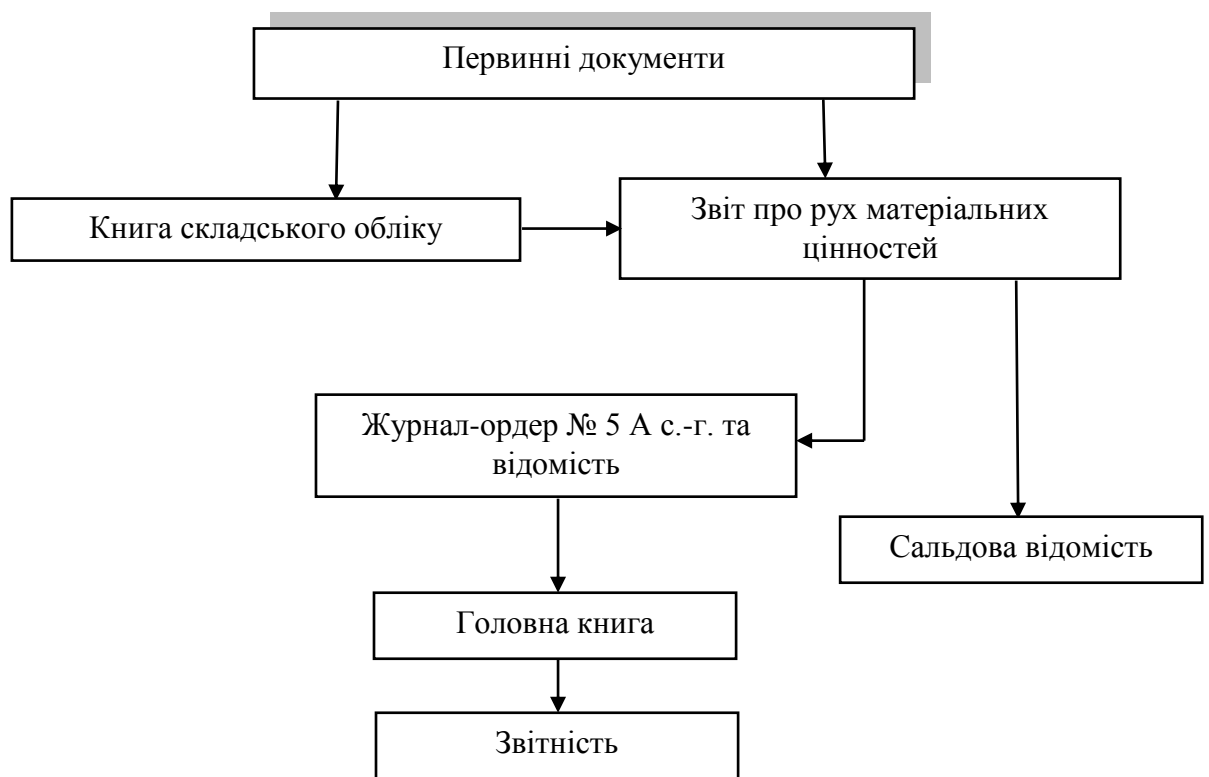 Первинні документи
Книга складського обліку
Звіт про рух матеріальних
цінностей
Журнал-ордер № 5 А с.-г. та
відомість
Сальдова відомість
Головна книга
Звітність